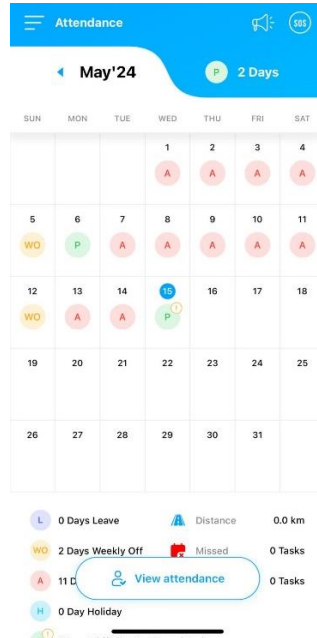 Attendance SOS
May'24 P 2 Days
SUN MON TUE WED THU FRI SAT
1 2 3 4
A A A A
5 6 7 8 9 10 11
WO P A A A A A
12 13 14 15 16 17 18
WO A A P !
19 20 21 22 23 24 25
26 27 28 29 30 31
L 0 Days Leave Distance 0.0 km
WO 2 Days Weekly Off Missed 0 Tasks
A 11 D 0 Tasks
View attendance
H 0 Day Holiday